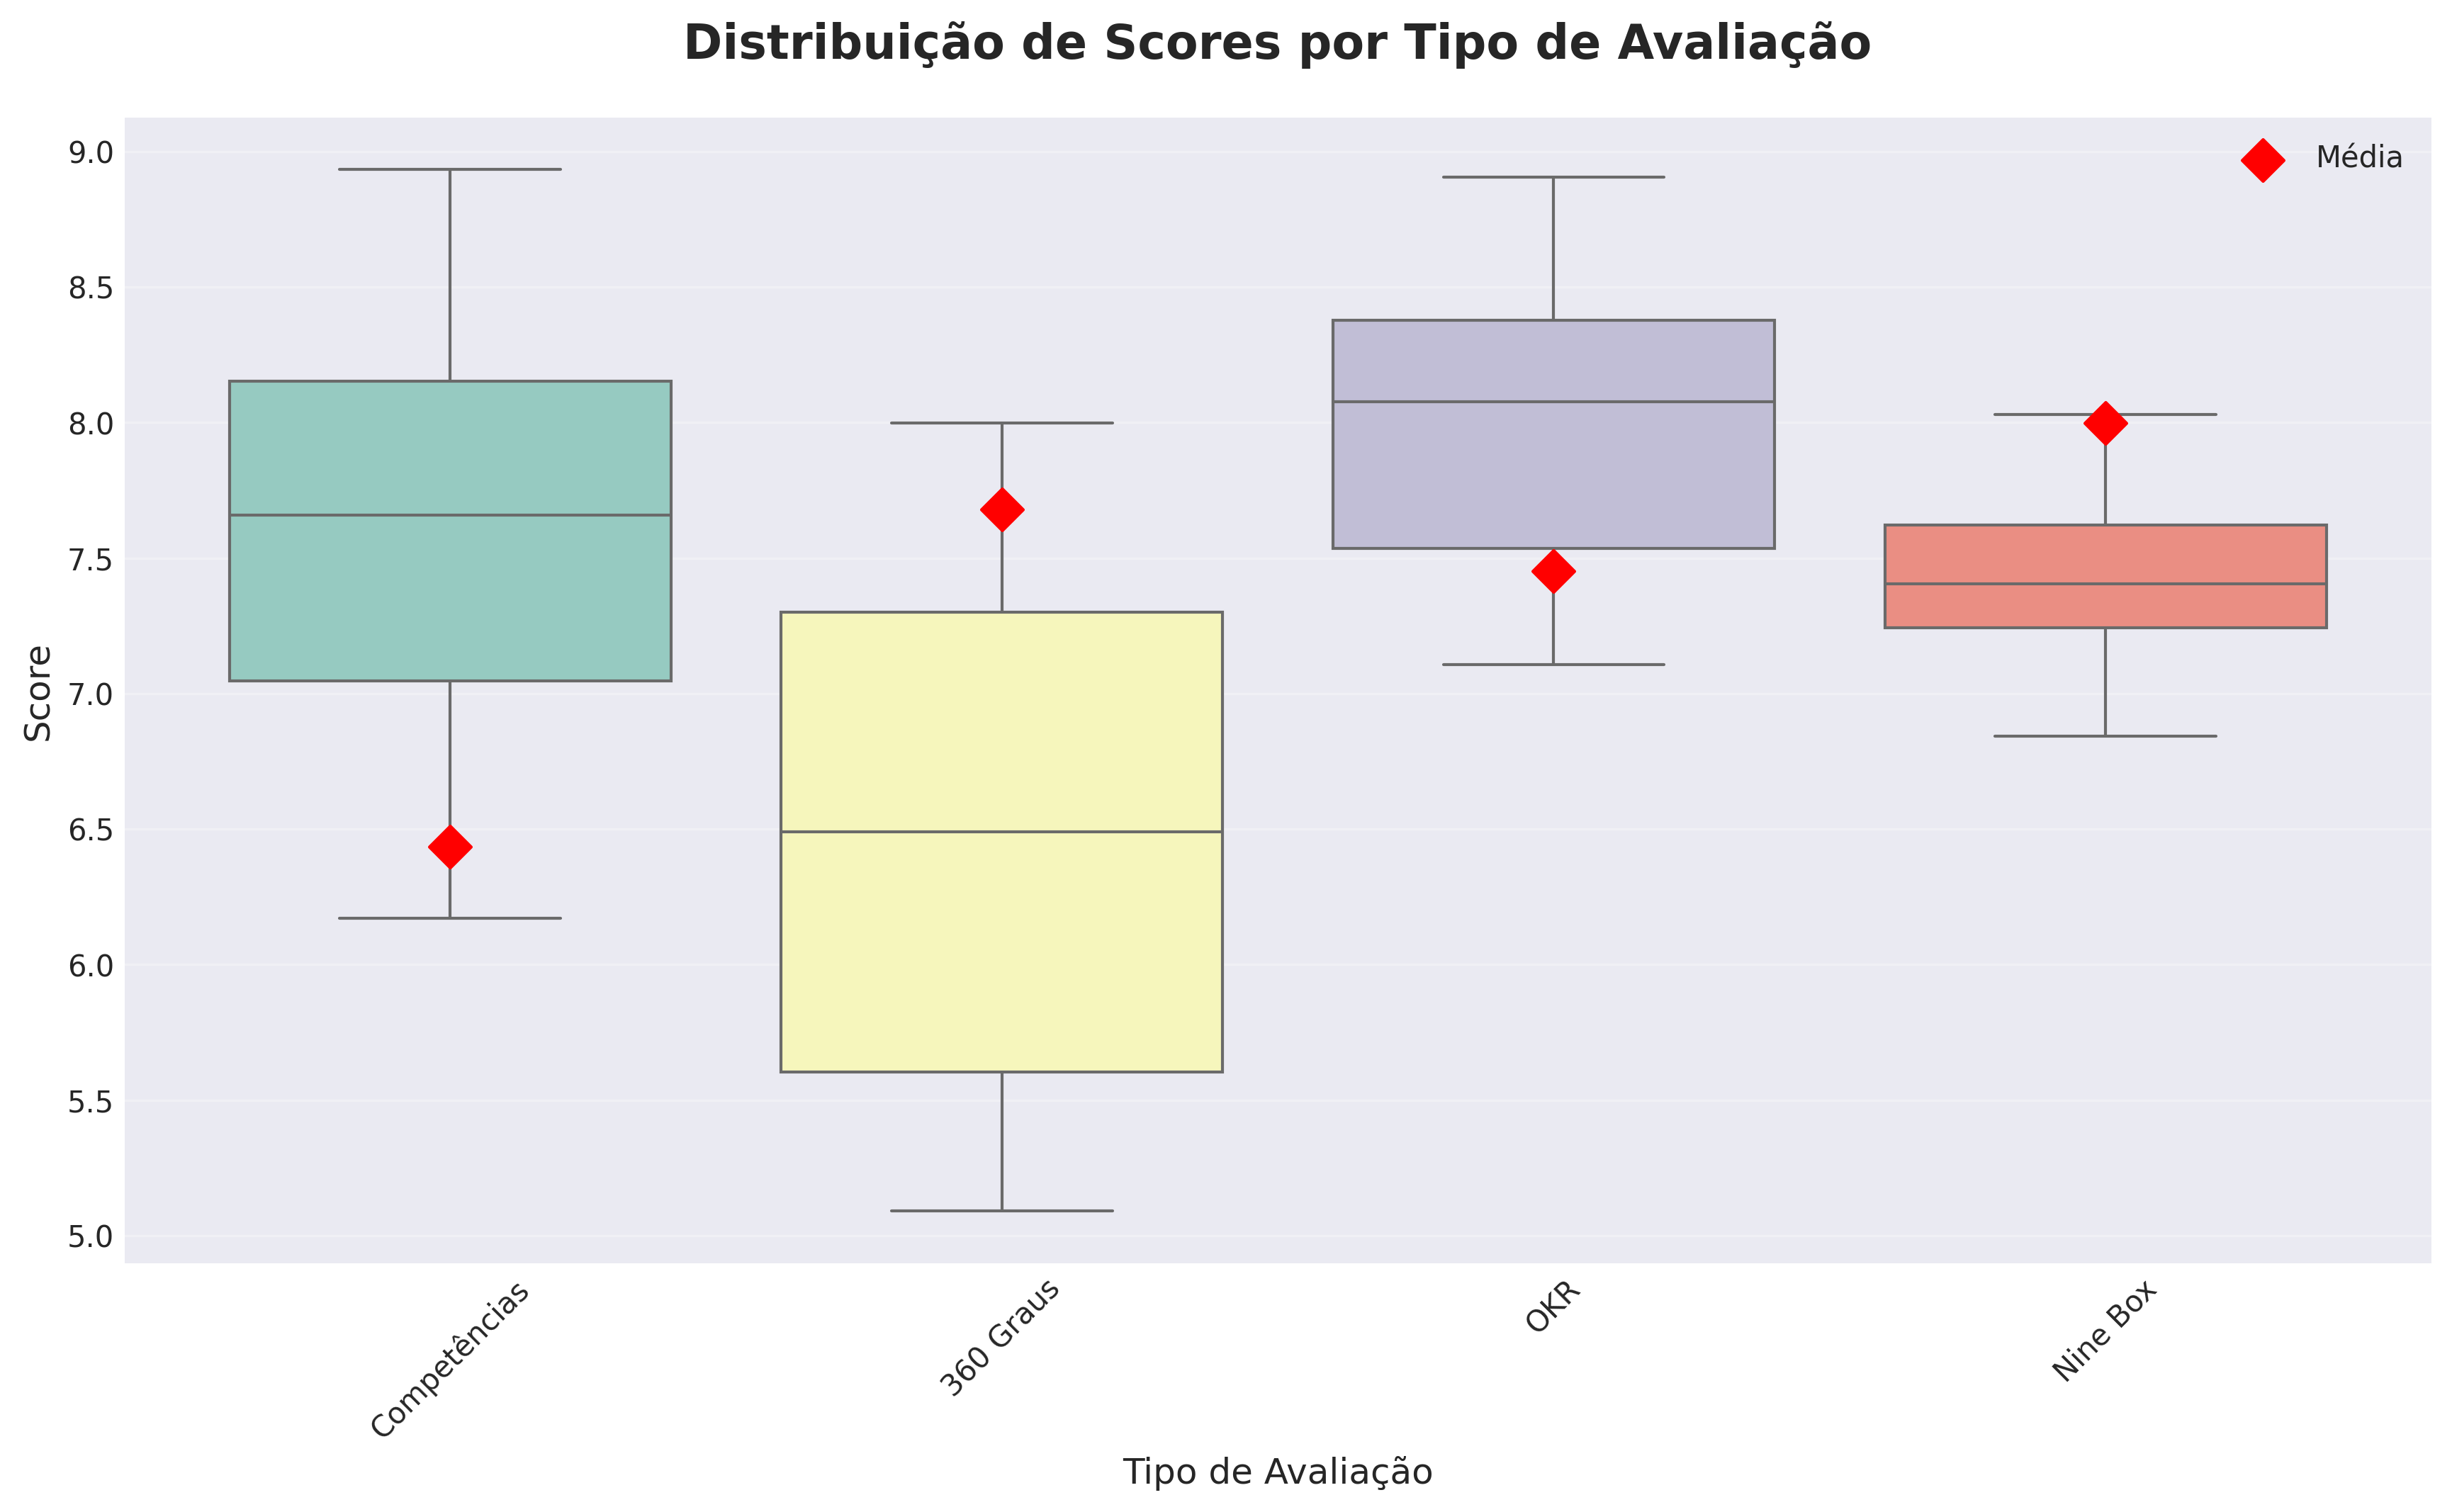 Distribuição de Scores por Tipo de Avaliação
Média
9.0
8.5
8.0
7.5
7.0
6.5
6.0
5.5
5.0
Score
Competências
360 Graus
OKR
Nine Box
Tipo de Avaliação